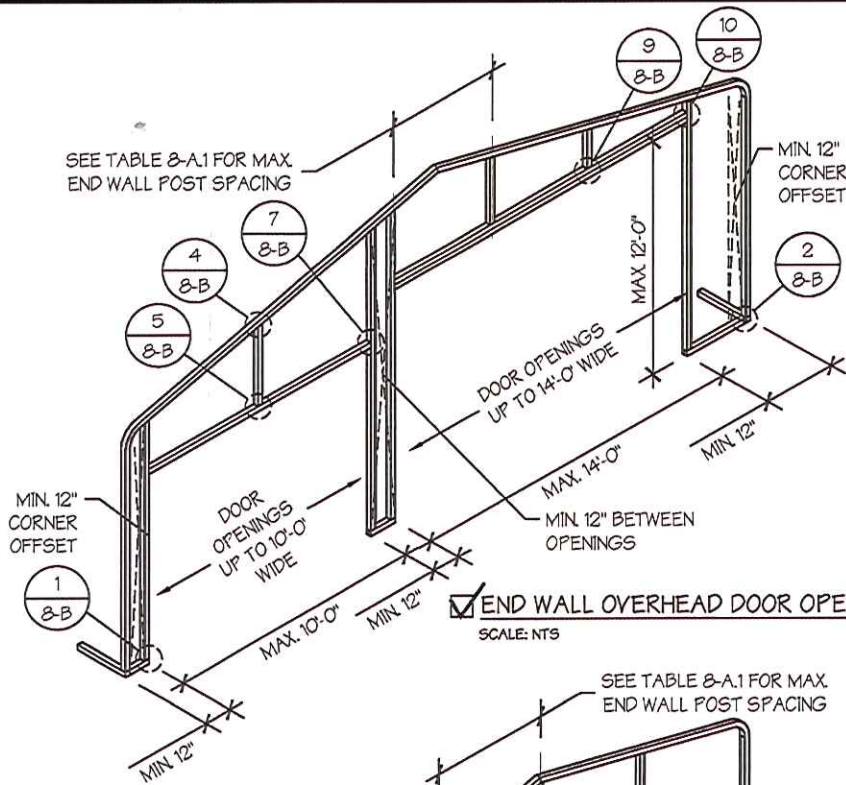 10
8-B
9
8-B
SEE TABLE 8-A.1 FOR MAX.
END WALL POST SPACING
MIN. 12"
CORNER
OFFSET
7
8-B
4
8-B
2
8-B
5
8-B
MAX 12'-0"
DOOR OPENINGS
UP TO 14'-0" WIDE
MIN. 12"
MAX. 14'-0"
MIN. 12"
CORNER
OFFSET
DOOR
OPENINGS
UP TO 10'-0"
WIDE
MIN. 12" BETWEEN
OPENINGS
1
8-B
MAX. 10'-0"
MIN. 12"
END WALL OVERHEAD DOOR OPE
SCALE: NTS
MIN. 12"
SEE TABLE 8-A.1 FOR MAX.
END WALL POST SPACING